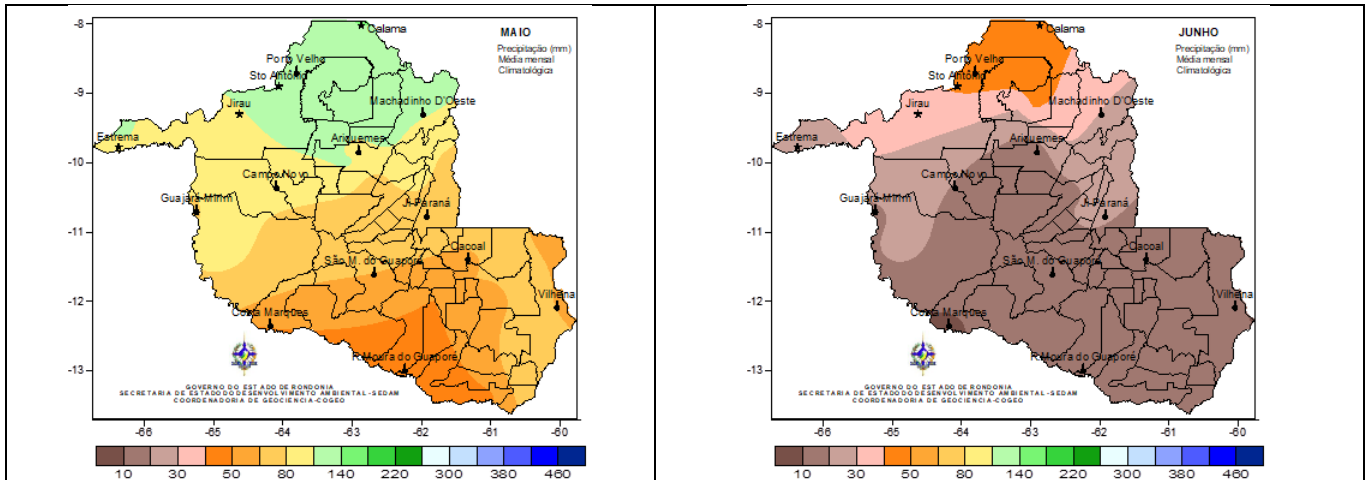 MAIO
Precipitação (mm)
Média mensal
Climatológica
-8
Calama
Porto Velho
Sto Antônio
-9
Machadinho D'Oeste
Jirau
Estrema
Ariquemes
-10
Campo Novo
Guajará-Mirim
Ji-Paraná
-11
Cacoal
São M. do Guaporé
-12
Vilhena
Costa Marques
R.Moura do Guaporé
-13
GOVERNO DO ESTADO DE RONDONIA
SECRETARIA DE ESTADO DO DESENVOLVIMENTO AMBIENTAL -SEDAM
COORDENADORIA DE GEOCIENCIA-COGEO
-66 -65 -64 -63 -62 -61 -60
10 30 50 80 140 220 300 380 460
JUNHO
Precipitação (mm)
Média mensal
Climatológica
-8
Calama
Porto Velho
Sto Antônio
-9
Machadinho D'Oeste
Jirau
Estrema
Ariquemes
-10
Campo Novo
Guajará-Mirim
Ji-Paraná
-11
Cacoal
São M. do Guaporé
-12
Vilhena
Costa Marques
R.Moura do Guaporé
-13
GOVERNO DO ESTADO DE RONDONIA
SECRETARIA DE ESTADO DO DESENVOLVIMENTO AMBIENTAL -SEDAM
COORDENADORIA DE GEOCIENCIA-COGEO
-66 -65 -64 -63 -62 -61 -60
10 30 50 80 140 220 300 380 460